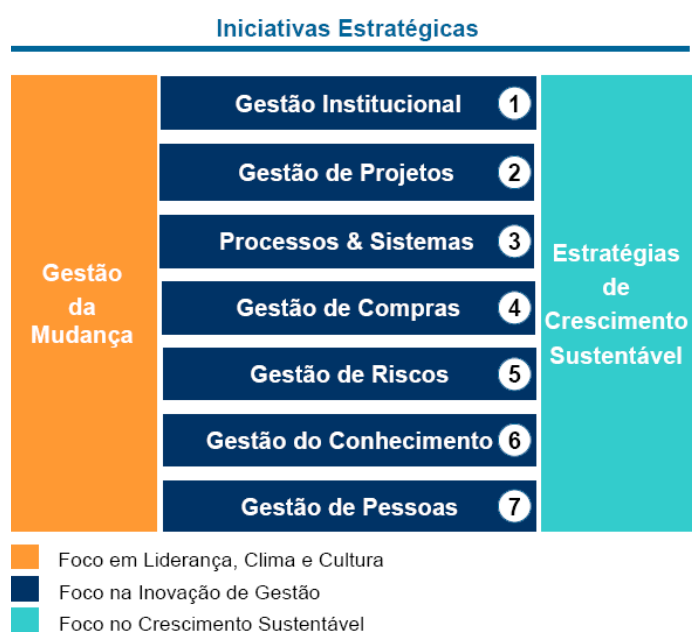 Iniciativas Estratégicas
Gestão
da
Mudança
Gestão Institucional 1
Gestão de Projetos 2
Processos & Sistemas 3
Gestão de Compras 4
Gestão de Riscos 5
Gestão do Conhecimento 6
Gestão de Pessoas 7
Estratégias
de
Crescimento
Sustentável
Foco em Liderança, Clima e Cultura
Foco na Inovação de Gestão
Foco no Crescimento Sustentável